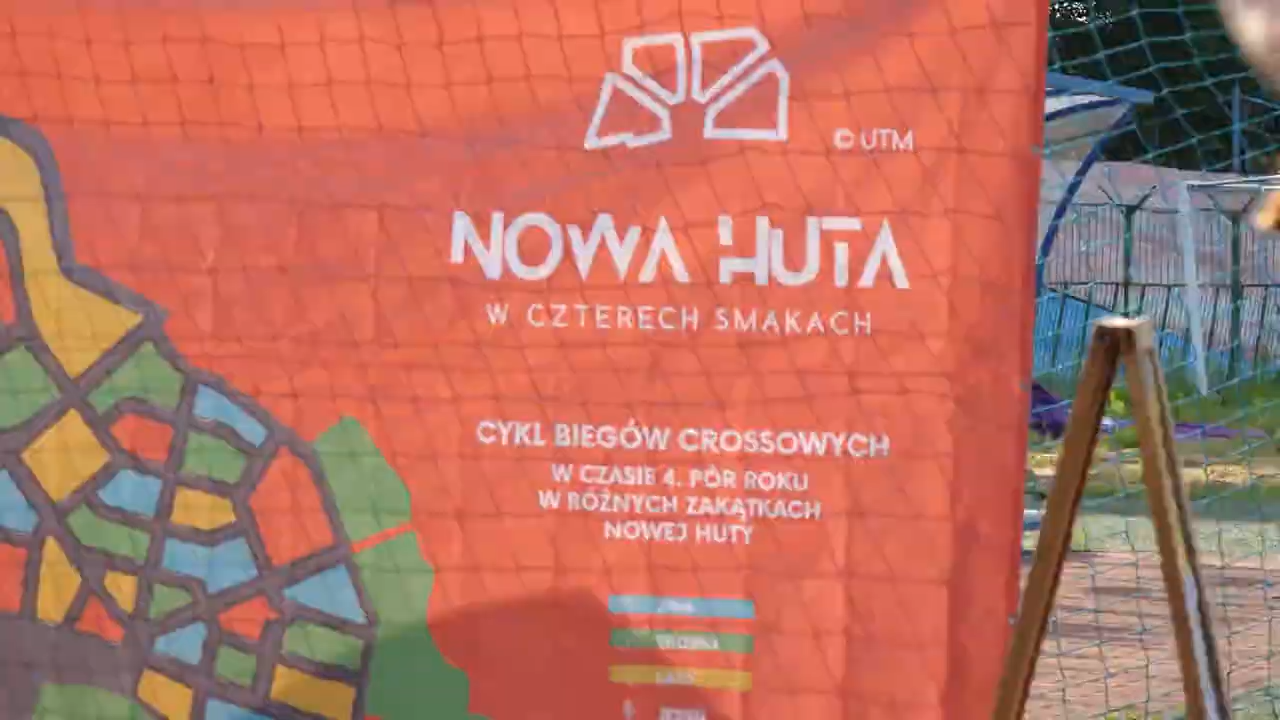 © UTM
NOWA HUTA
W CZTERECH SMAKACH
CYKL BIEGÓW CROSSOWYCH
W CZASIE 4. PÓR ROKU
W RÓŻNYCH ZAKĄTKACH
NOWEJ HUTY